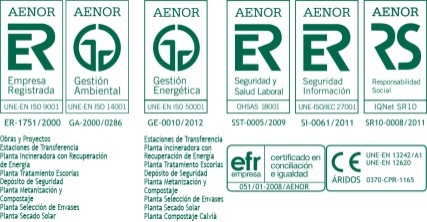 AENOR
ER
Empresa
Registrada
UNE-EN ISO 9001
ER-1751/2000
AENOR
Gestión
Ambiental
UNE-EN ISO 14001
GA-2000/0286
AENOR
Gestión
Energética
UNE-EN ISO 50001
GE-0010/2012
AENOR
ER
Seguridad y
Salud Laboral
OHSAS 18001
SST-0005/2009
AENOR
ER
Seguridad
Información
UNE-ISO/IEC 27001
SI-0061/2011
AENOR
RS
Responsabilidad
Social
IQNet SR10
SR10-0008/2011
Obras y Proyectos
Estaciones de Transferencia
Planta Incineradora con Recuperación
de Energía
Planta Tratamiento Escorías
Depósito de Seguridad
Planta Metanización y
Compostaje
Planta Selección de Envases
Planta Secado Solar
Estaciones de Transferencia
Planta Incineradora con
Recuperación de Energía
Planta Tratamiento Escorías
Depósito de Seguridad
Planta Metanización y
Compostaje
Planta Selección de Envases
Planta Secado Solar
Planta Compostaje Calvià
efr
empresa
certificado en
conciliación
e igualdad
051/01-2008/AENOR
CE
ÁRIDOS
UNE-EN 13242/A1
UNE-EN 12620
0370-CPR-1165